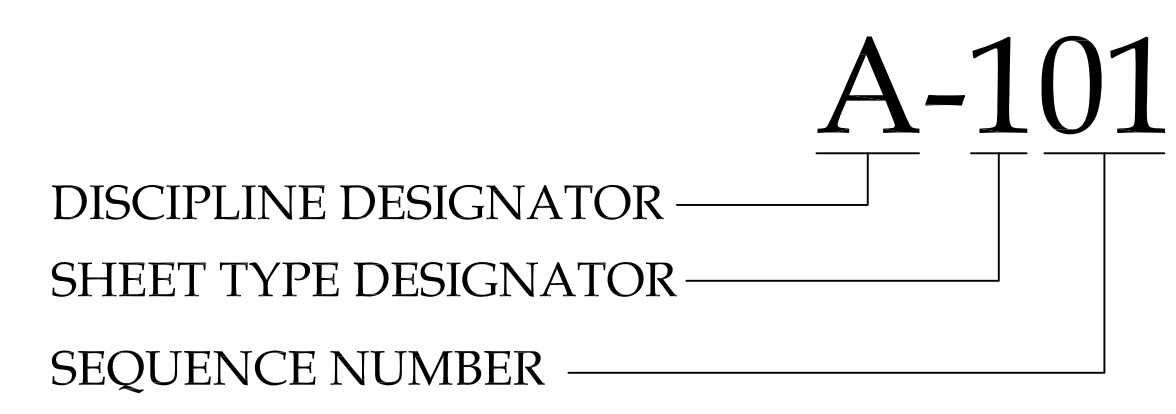 A-101
DISCIPLINE DESIGNATOR
SHEET TYPE DESIGNATOR
SEQUENCE NUMBER